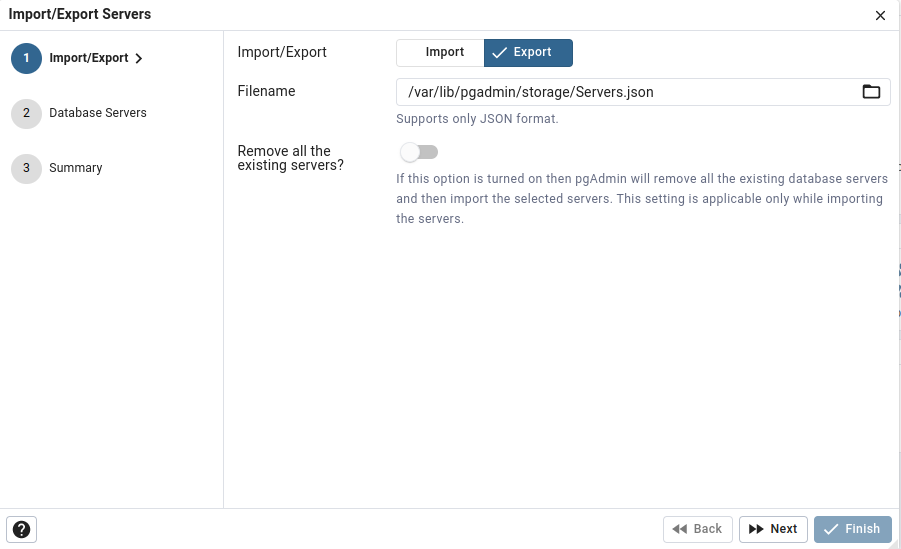 Import/Export Servers
1 Import/Export
2 Database Servers
3 Summary
Import/Export
Import
Export
Filename
/var/lib/pgadmin/storage/Servers.json
Supports only JSON format.
Remove all the
existing servers?
If this option is turned on then pgAdmin will remove all the existing database servers
and then import the selected servers. This setting is applicable only while importing
the servers.
?
Back
Next
Finish